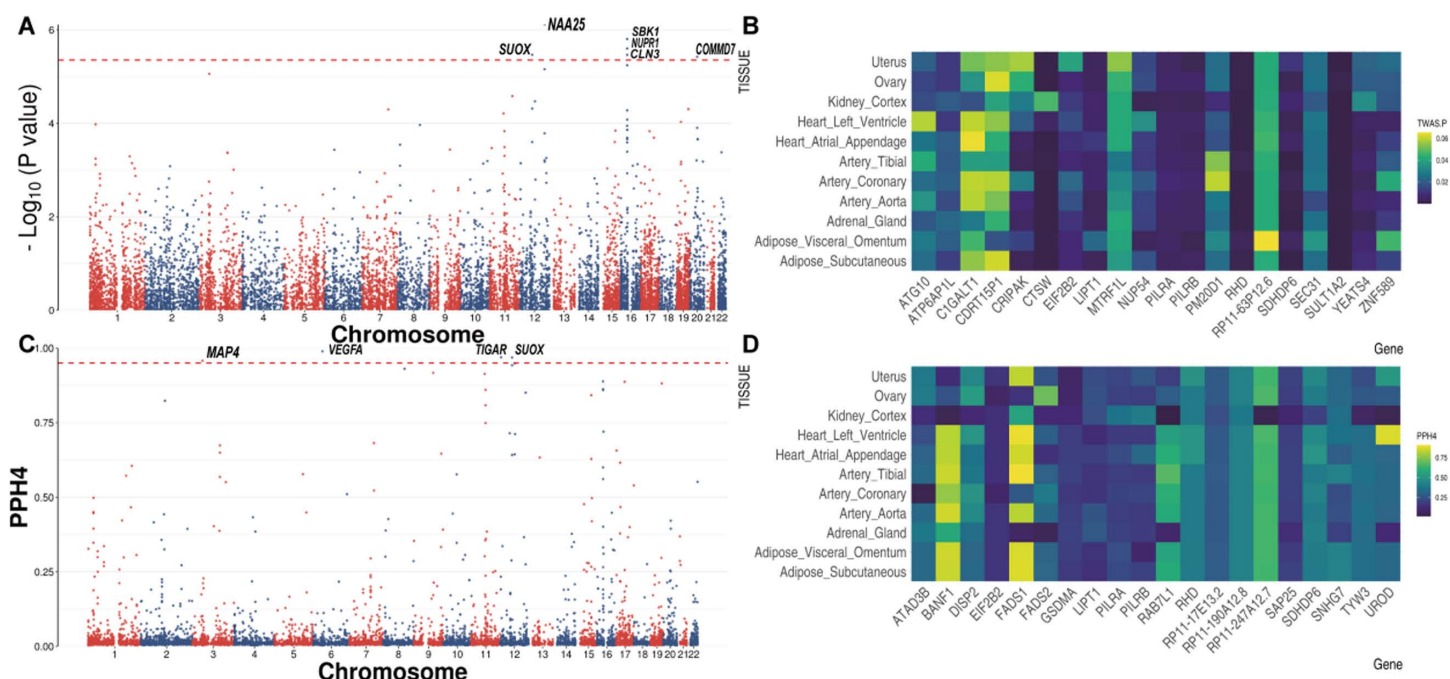 A
NAA25
SBK1
NUPR1
CLN3
SUOX
COMMD7
- Log10 (P value)
6
4
2
0
1 2 3 4 5 6 7 8 9 10 11 12 13 14 15 16 17 18 19 20 21 22
Chromosome
B
TISSUE
Uterus
Ovary
Kidney_Cortex
Heart_Left_Ventricle
Heart_Atrial_Appendage
Artery_Tibial
Artery_Coronary
Artery_Aorta
Adrenal_Gland
Adipose_Visceral_Omentum
Adipose_Subcutaneous
ATG10 ATP6AP1L C1GALT1 CDRT15P1 CRIPAK CTSW EIF2B2 LIPT1 MTRF1L NUP54 PILRA PILRB PM20D1 RHD RP11-63P12.6 SDHDP6 SEC31 SULT1A2 YEATS4 ZNF589
Gene
TWAS.P
0.06
0.04
0.02
C
MAP4
VEGFA
TIGAR SUOX
PPH4
1.00
0.75
0.50
0.25
0.00
1 2 3 4 5 6 7 8 9 10 11 12 13 14 15 16 17 18 19 20 21 22
Chromosome
D
TISSUE
Uterus
Ovary
Kidney_Cortex
Heart_Left_Ventricle
Heart_Atrial_Appendage
Artery_Tibial
Artery_Coronary
Artery_Aorta
Adrenal_Gland
Adipose_Visceral_Omentum
Adipose_Subcutaneous
ATAD3B BANF1 DISP2 EIF2B2 FADS1 FADS2 GSDMA LIPT1 PILRA PILRB RAB7L1 RHD RP11-17E13.2 RP11-190A12.8 RP11-247A12.7 SAP25 SDHDP6 SNHG7 TYW3 UROD
Gene
PPH4
0.75
0.50
0.25